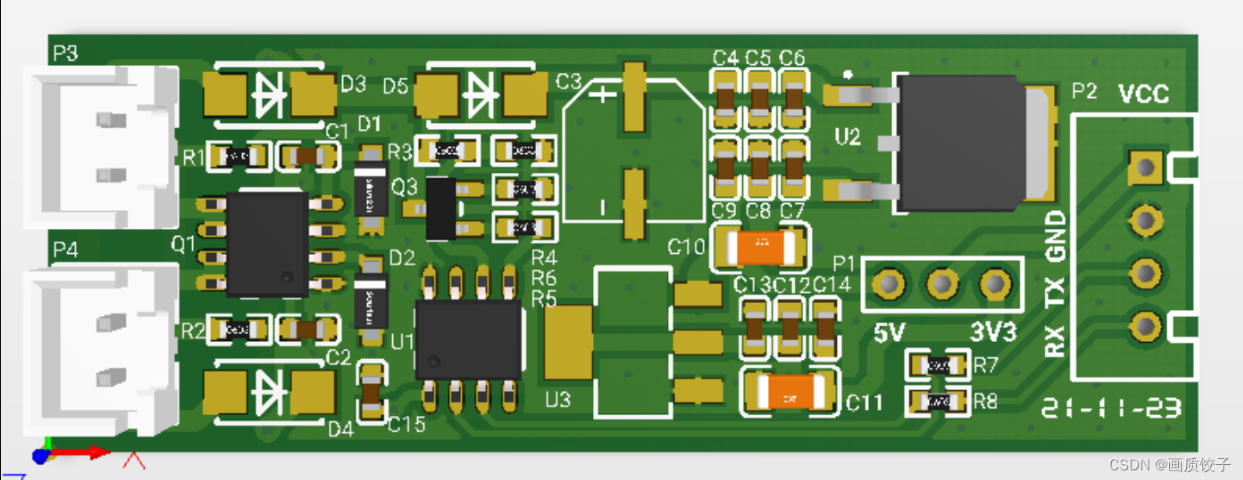 P3
D3
D5
C3
C4 C5 C6
P2
VCC
C1
D1
U2
R1
R3
Q3
C9 C8 C7
Q1
P4
D2
R4
R6
R5
C10
P1
GND
TX
RX
C13 C12 C14
5V
3V3
R2
U1
C2
R7
R8
U3
C11
D4
C15
21-11-23
CSDN @画质饺子